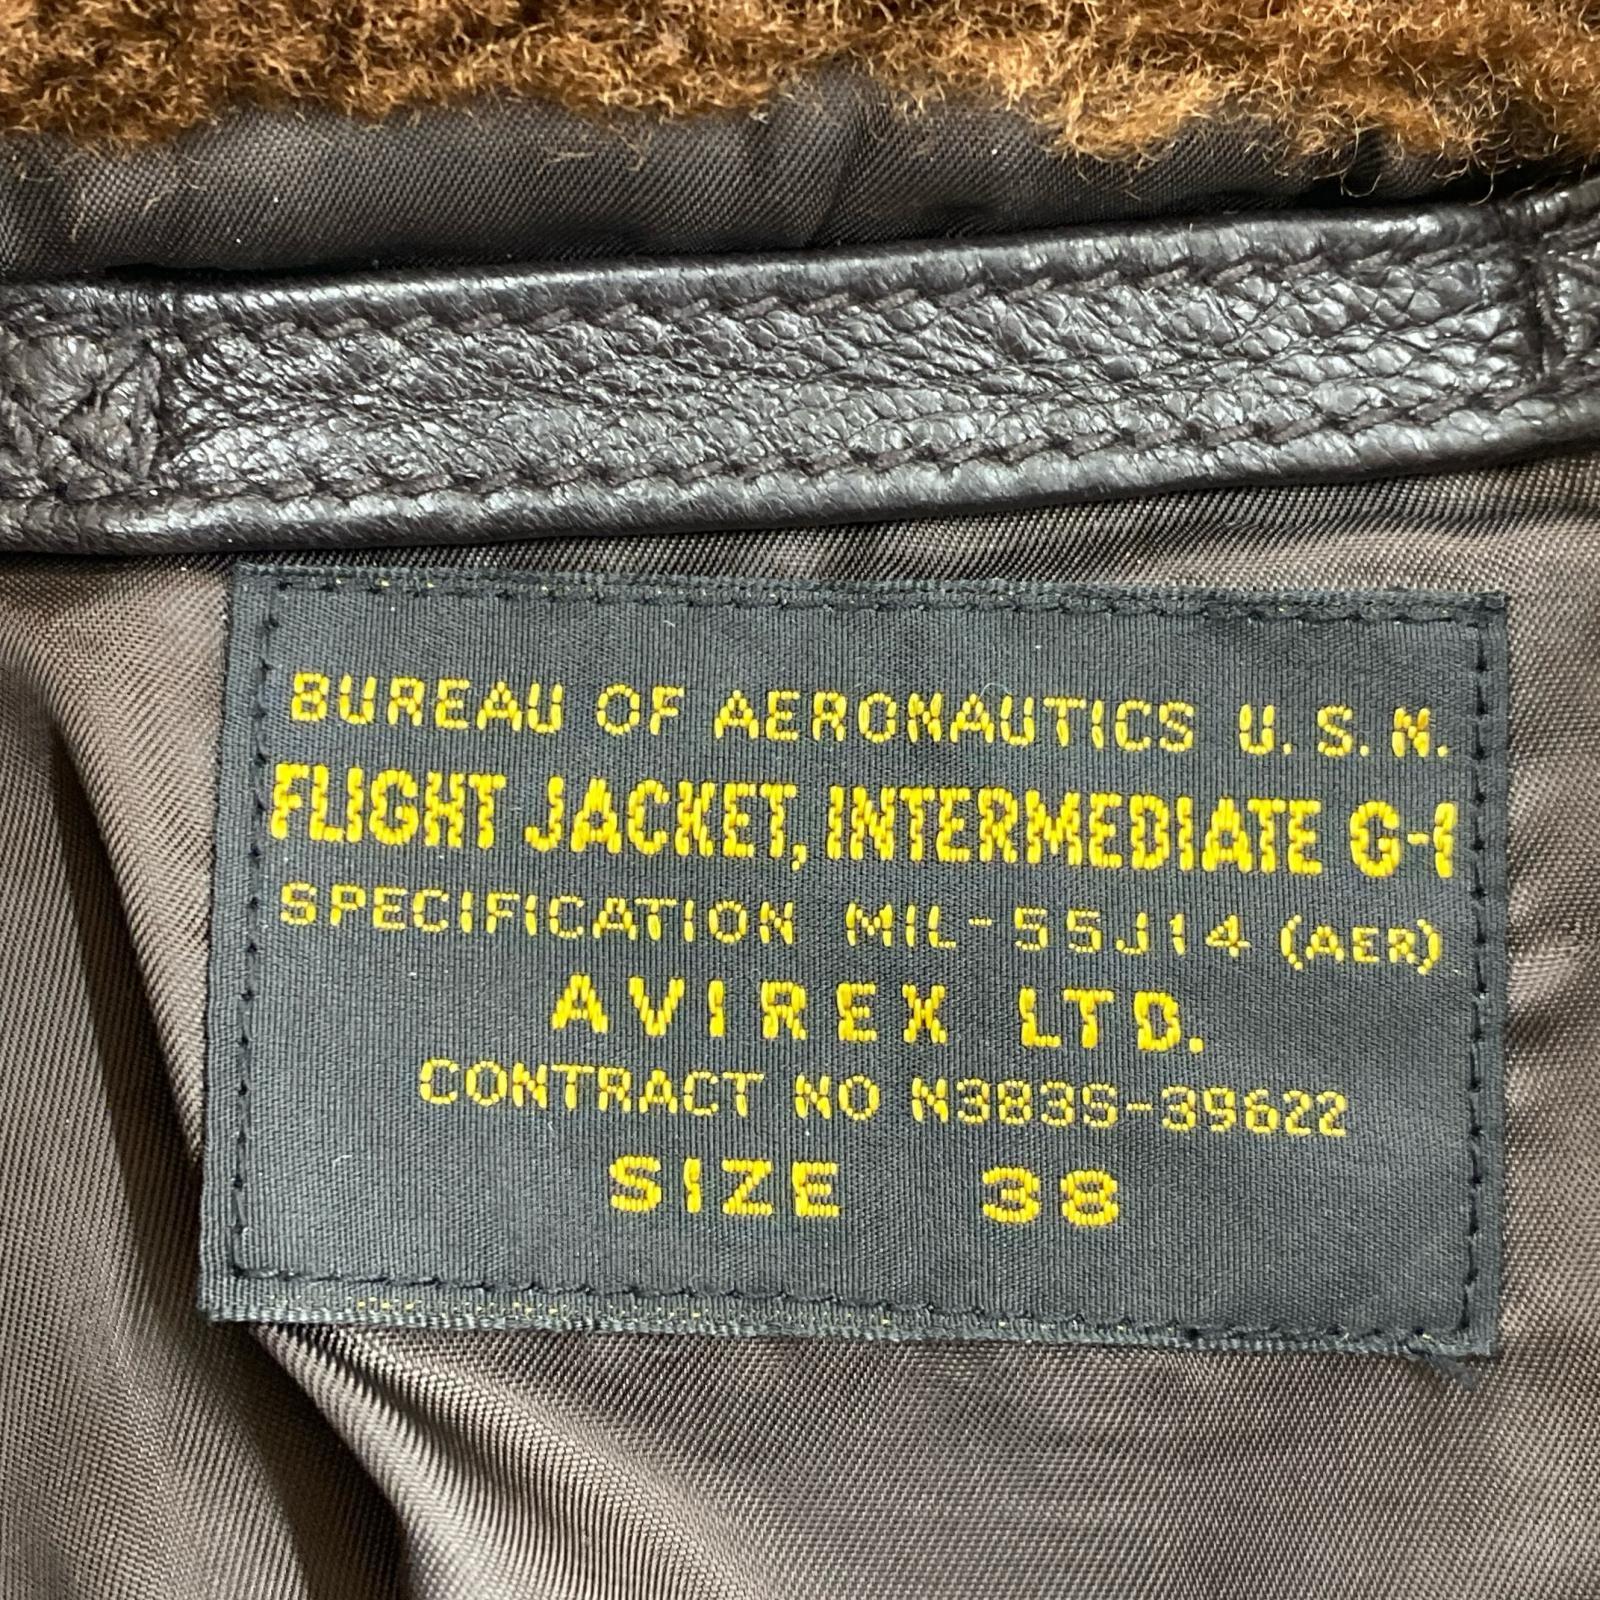 BUREAU OF AERONAUTICS U.S.N.
FLIGHT JACKET, INTERMEDIATE G-1
SPECIFICATION MIL-55J14 (AER)
AVIREX LTD.
CONTRACT NO N383S-39622
SIZE 38